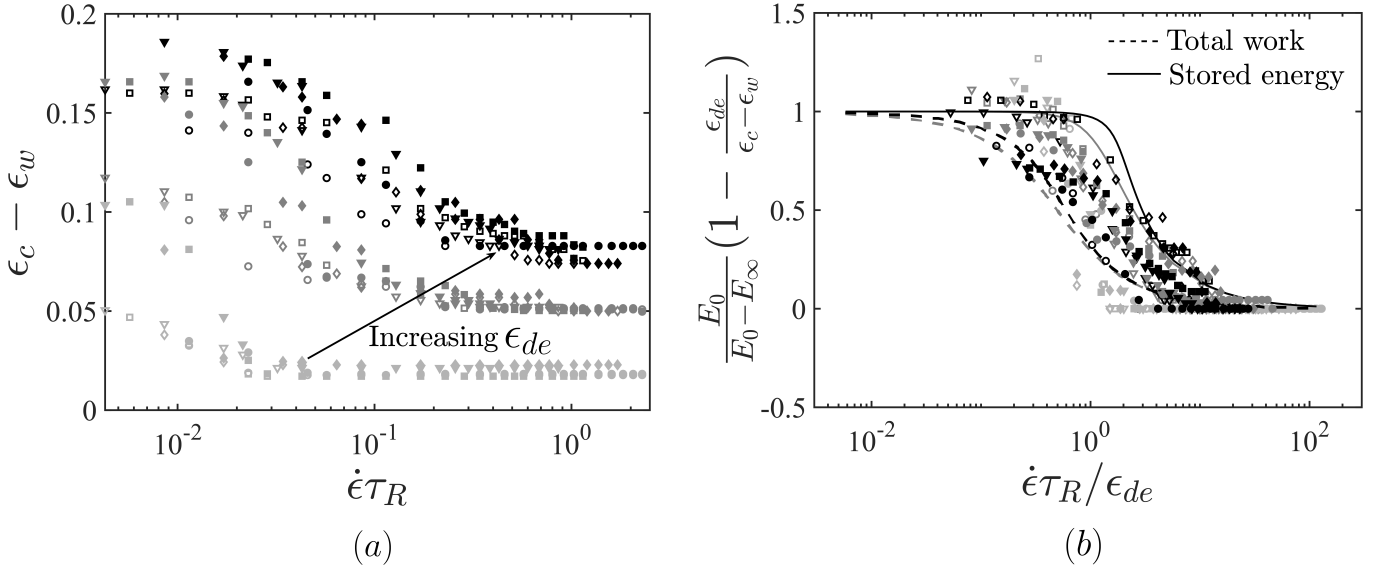 0.2
0.15
0.1
0.05
0
ϵ_c − ϵ_w
Increasing ϵ_de
10^-2
10^-1
10^0
ϵ̇τ_R
(a)
1.5
1
0.5
0
-0.5
E_0/(E_0−E_∞) (1 − ϵ_de/(ϵ_c−ϵ_w))
Total work
Stored energy
10^-2
10^0
10^2
ϵ̇τ_R/ϵ_de
(b)